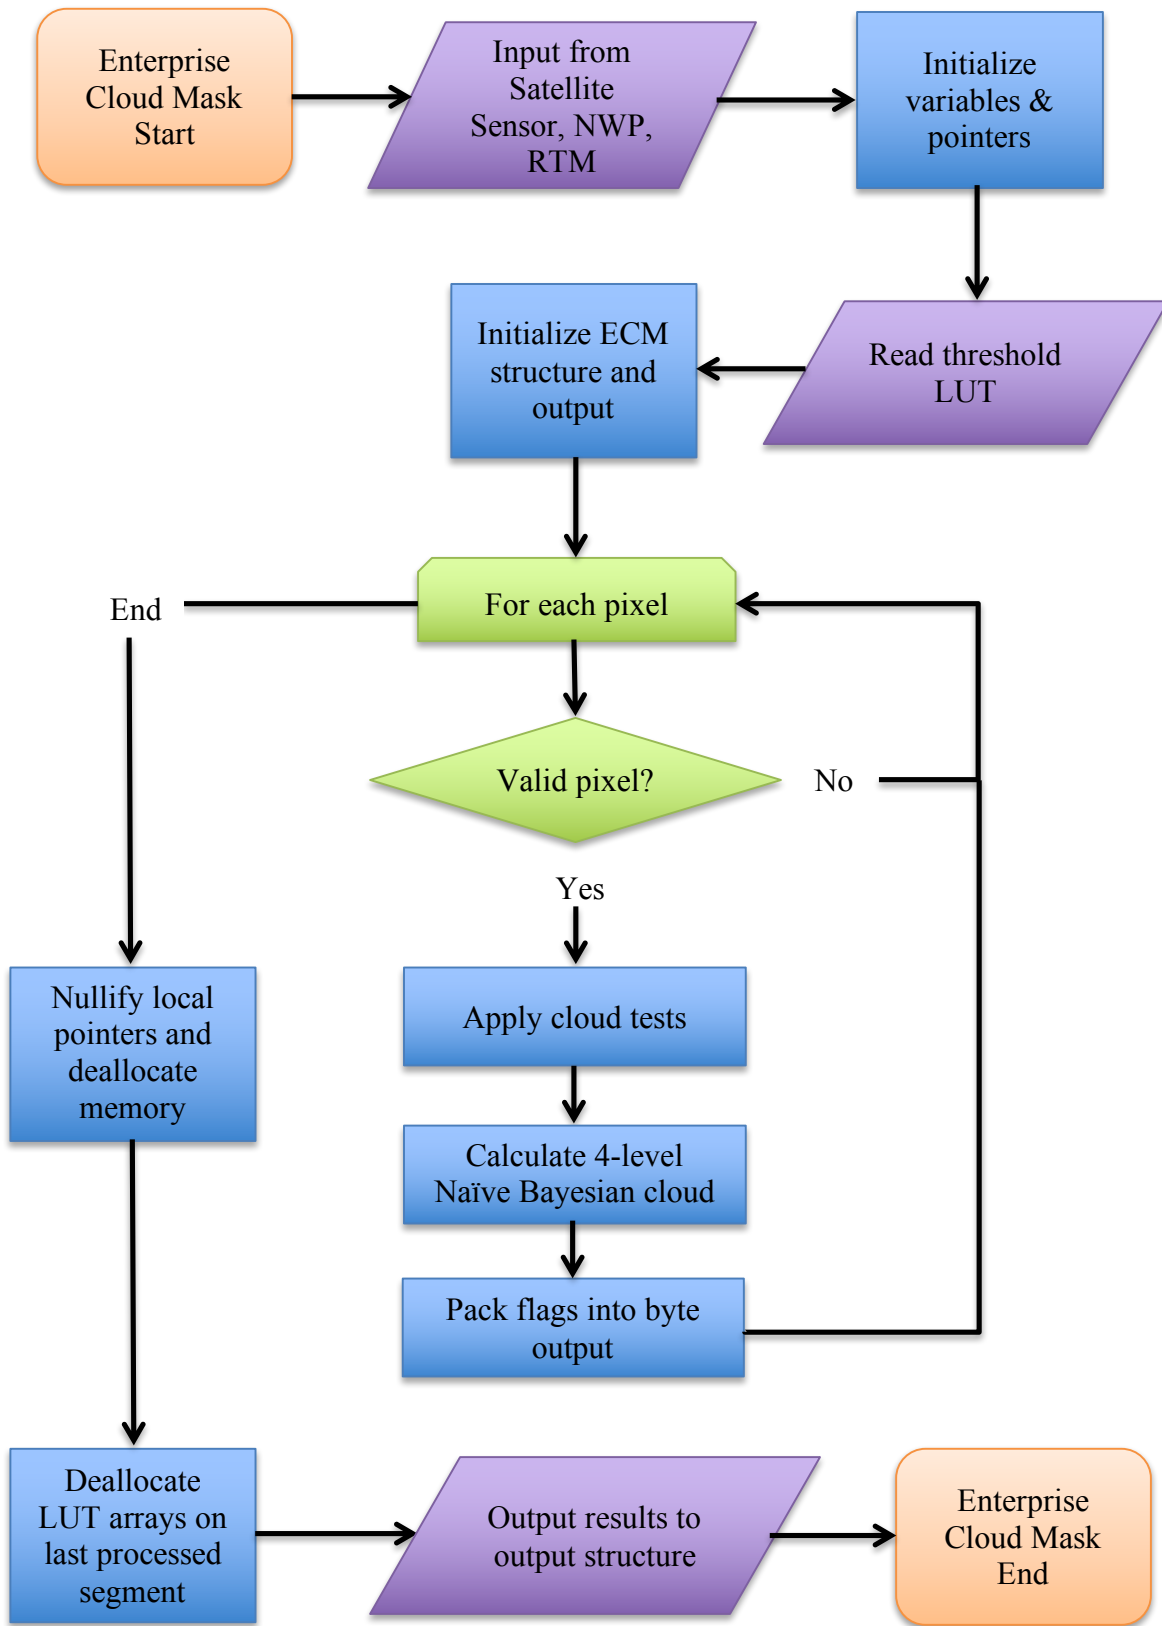 Enterprise
Cloud Mask
Start
Input from
Satellite
Sensor, NWP,
RTM
Initialize
variables &
pointers
Initialize ECM
structure and
output
Read threshold
LUT
For each pixel
End
Valid pixel?
No
Yes
Nullify local
pointers and
deallocate
memory
Apply cloud tests
Calculate 4-level
Naïve Bayesian cloud
Pack flags into byte
output
Deallocate
LUT arrays on
last processed
segment
Output results to
output structure
Enterprise
Cloud Mask
End